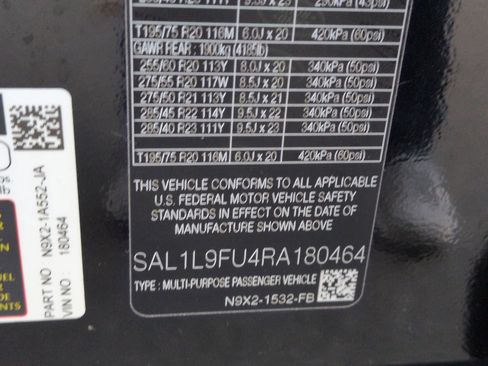 T195/75 R20 116M 6.0J x 20 420kPa (60psi)
GAWR REAR : 1900kg (4185lb)
255/60 R20 113Y 8.0J x 20 340kPa (50psi)
275/55 R20 117W 8.5J x 20 340kPa (50psi)
275/50 R21 113Y 8.5J x 21 340kPa (50psi)
285/45 R22 114Y 9.5J x 22 340kPa (50psi)
285/40 R23 111Y 9.5J x 23 340kPa (50psi)
T195/75 R20 116M 6.0J x 20 420kPa (60psi)
THIS VEHICLE CONFORMS TO ALL APPLICABLE
U.S. FEDERAL MOTOR VEHICLE SAFETY
STANDARDS IN EFFECT ON THE DATE OF
MANUFACTURE SHOWN ABOVE
SAL1L9FU4RA180464
TYPE : MULTI-PURPOSE PASSENGER VEHICLE
N9X2-1532-FB
PART NO : N9X2-1A552-JA
VIN NO : 180464